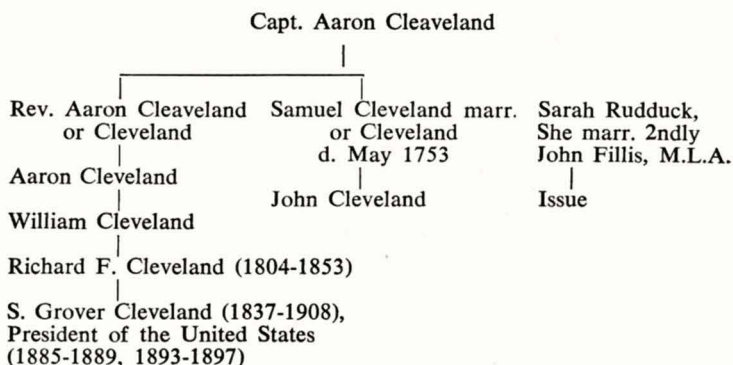 Capt. Aaron Cleaveland
Rev. Aaron Cleaveland
or Cleveland
Aaron Cleveland
William Cleveland
Richard F. Cleveland (1804-1853)
S. Grover Cleveland (1837-1908),
President of the United States
(1885-1889, 1893-1897)
Samuel Cleveland marr.
or Cleveland
d. May 1753
John Cleveland
Sarah Rudduck,
She marr. 2ndly
John Fillis, M.L.A.
Issue